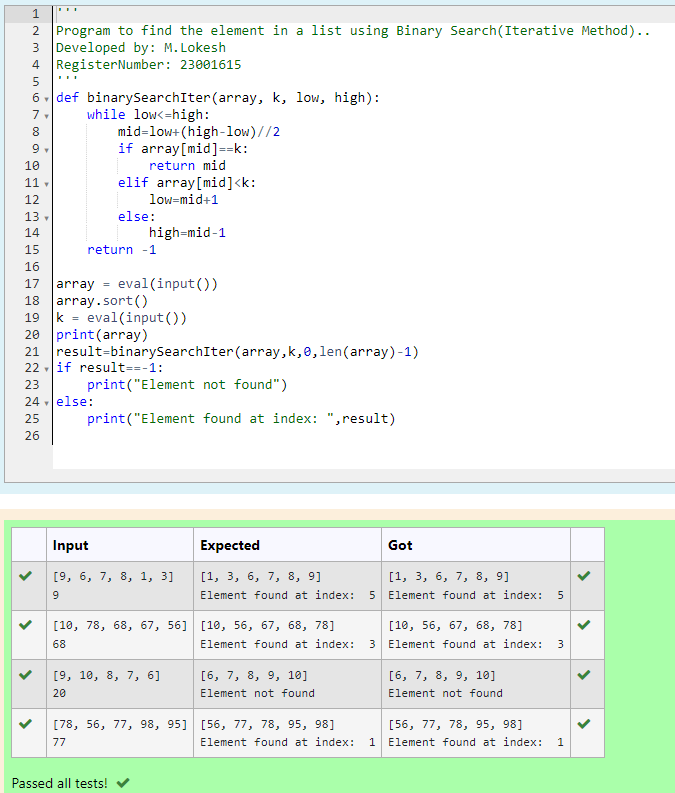 1 '''
2 Program to find the element in a list using Binary Search(Iterative Method)..
3 Developed by: M.Lokesh
4 RegisterNumber: 23001615
5 '''
6 def binarySearchIter(array, k, low, high):
7     while low<=high:
8         mid=low+(high-low)//2
9         if array[mid]==k:
10             return mid
11         elif array[mid]<k:
12             low=mid+1
13         else:
14             high=mid-1
15     return -1
16
17 array = eval(input())
18 array.sort()
19 k = eval(input())
20 print(array)
21 result=binarySearchIter(array,k,0,len(array)-1)
22 if result==-1:
23     print("Element not found")
24 else:
25     print("Element found at index: ",result)
26
Input Expected Got
[9, 6, 7, 8, 1, 3] [1, 3, 6, 7, 8, 9] [1, 3, 6, 7, 8, 9]
9 Element found at index:  5 Element found at index:  5
[10, 78, 68, 67, 56] [10, 56, 67, 68, 78] [10, 56, 67, 68, 78]
68 Element found at index:  3 Element found at index:  3
[9, 10, 8, 7, 6] [6, 7, 8, 9, 10] [6, 7, 8, 9, 10]
20 Element not found Element not found
[78, 56, 77, 98, 95] [56, 77, 78, 95, 98] [56, 77, 78, 95, 98]
77 Element found at index:  1 Element found at index:  1
Passed all tests!